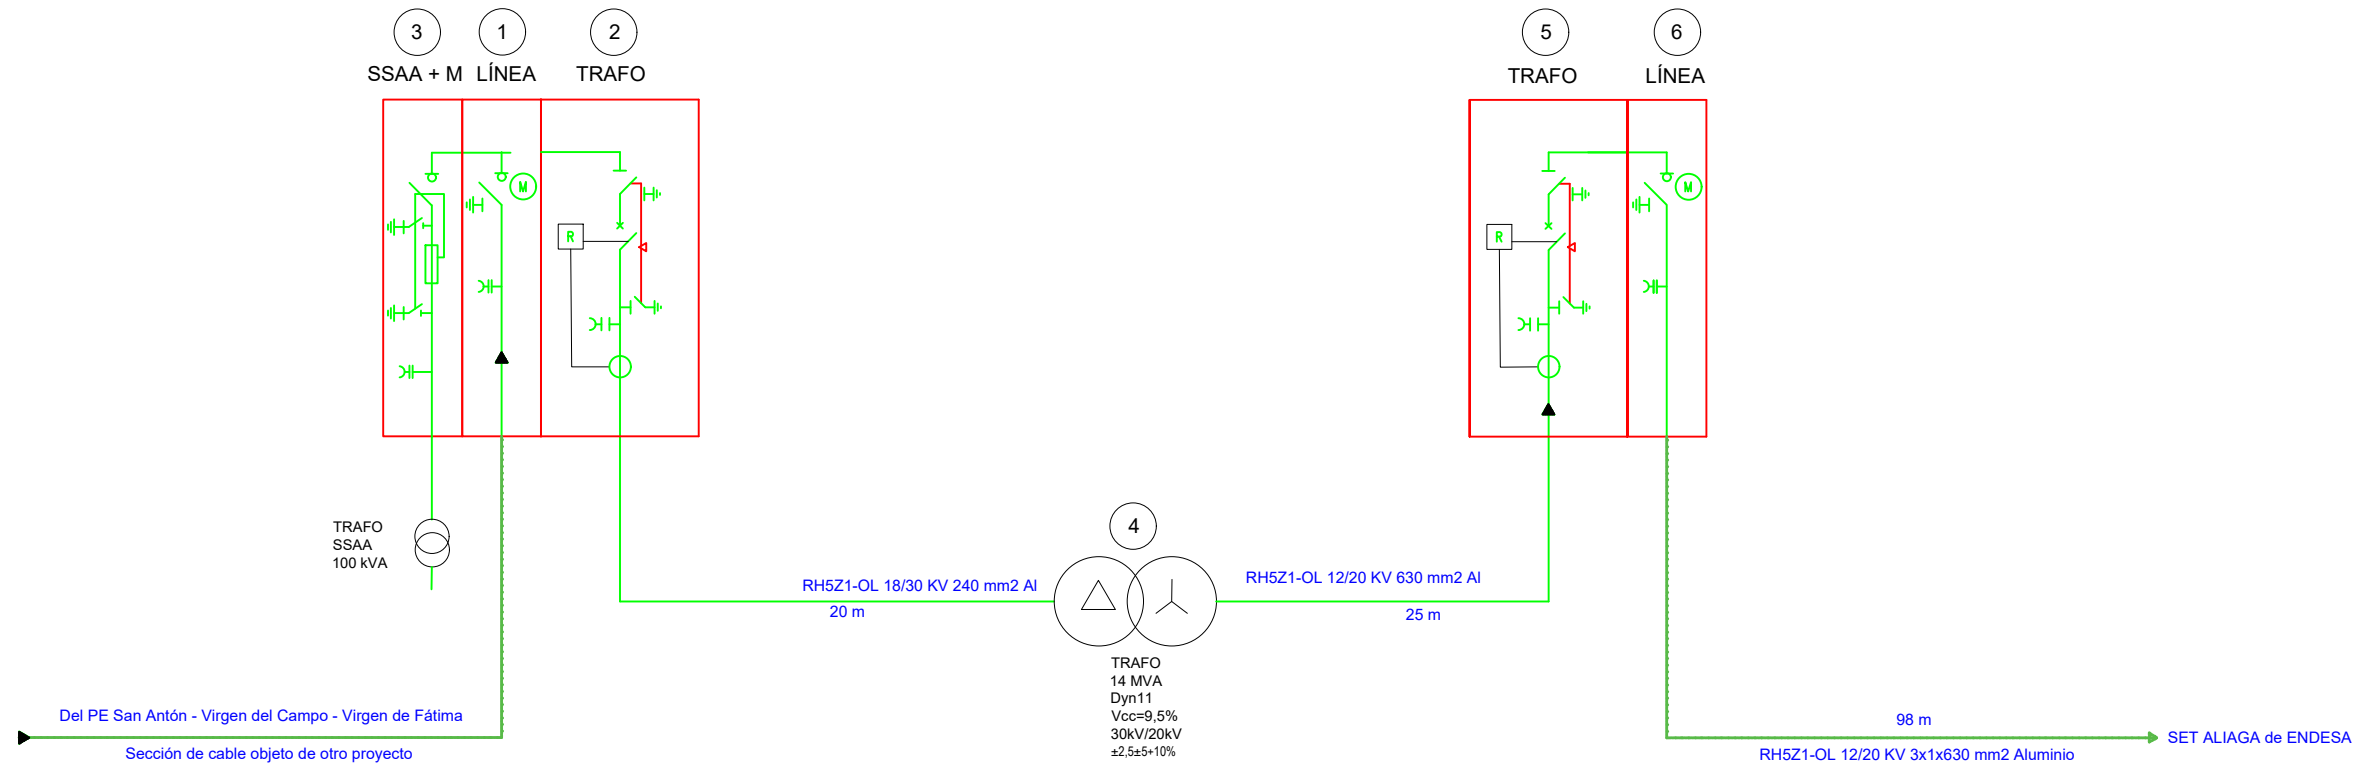 3
1
2
SSAA + M
LÍNEA
TRAFO
5
6
TRAFO
LÍNEA
M
R
R
M
TRAFO
SSAA
100 kVA
4
RH5Z1-OL 18/30 KV 240 mm2 Al
20 m
RH5Z1-OL 12/20 KV 630 mm2 Al
25 m
TRAFO
14 MVA
Dyn11
Vcc=9,5%
30kV/20kV
±2,5±5+10%
Del PE San Antón - Virgen del Campo - Virgen de Fátima
Sección de cable objeto de otro proyecto
98 m
RH5Z1-OL 12/20 KV 3x1x630 mm2 Aluminio
SET ALIAGA de ENDESA